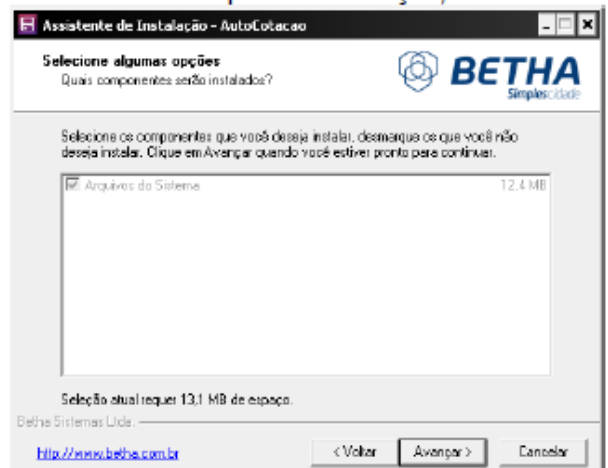 Assistente de Instalação - AutoCotacao
Selecione algumas opções
Quais componentes serão instalados?
BETHA
Simplescidade
Selecione os componentes que você deseja instalar, desmarque os que você não
deseja instalar. Clique em Avançar quando você estiver pronto para continuar.
Arquivos do Sistema 12,4 MB
Seleção atual requer 13,1 MB de espaço.
Betha Sistemas Ltda.
http://www.betha.com.br
< Voltar Avançar > Cancelar